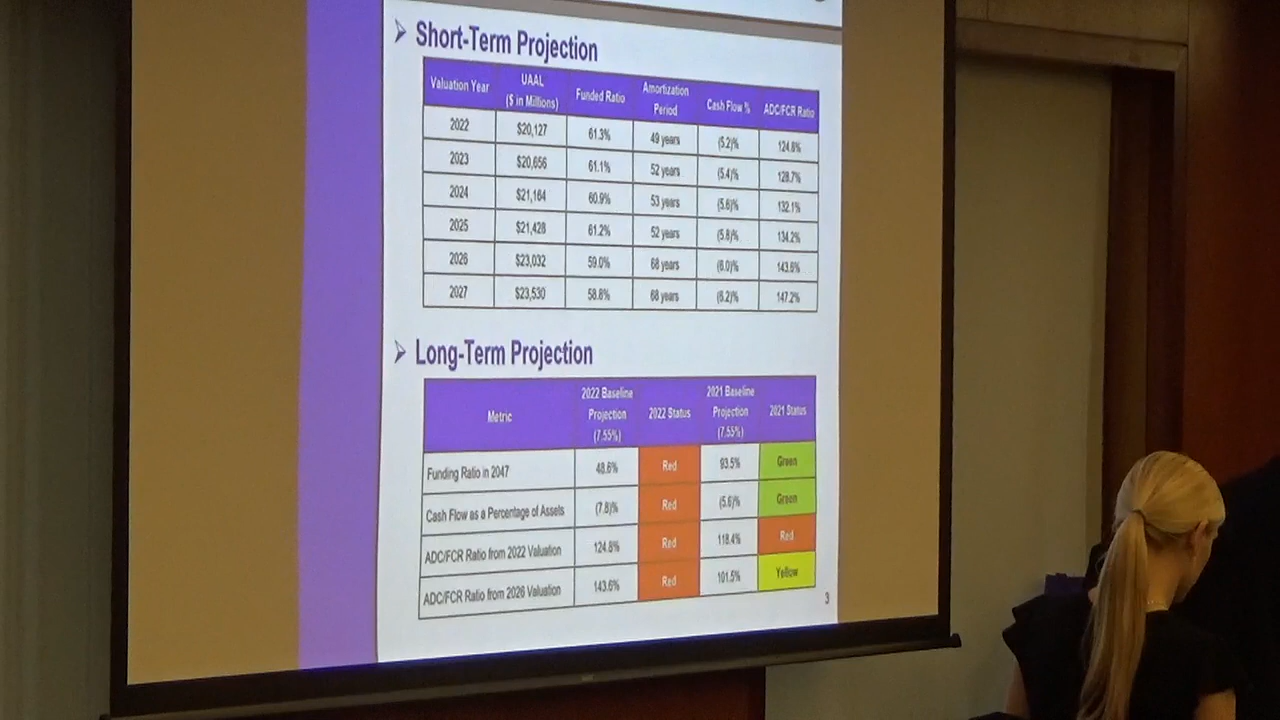 ➢ Short-Term Projection
Valuation Year UAAL ($ in Millions) Funded Ratio Amortization Period Cash Flow % ADC/FCR Ratio
2022 $20,127 61.3% 49 years (5.2)% 124.8%
2023 $20,656 61.1% 52 years (5.4)% 128.7%
2024 $21,164 60.9% 53 years (5.6)% 132.1%
2025 $21,428 61.2% 52 years (5.8)% 134.2%
2026 $23,032 59.0% 68 years (6.0)% 143.6%
2027 $23,530 58.8% 68 years (6.2)% 147.2%
➢ Long-Term Projection
Metric 2022 Baseline Projection (7.55%) 2022 Status 2021 Baseline Projection (7.55%) 2021 Status
Funding Ratio in 2047 48.6% Red 93.5% Green
Cash Flow as a Percentage of Assets (7.8)% Red (5.6)% Green
ADC/FCR Ratio from 2022 Valuation 124.8% Red 118.4% Red
ADC/FCR Ratio from 2026 Valuation 143.6% Red 101.5% Yellow
3